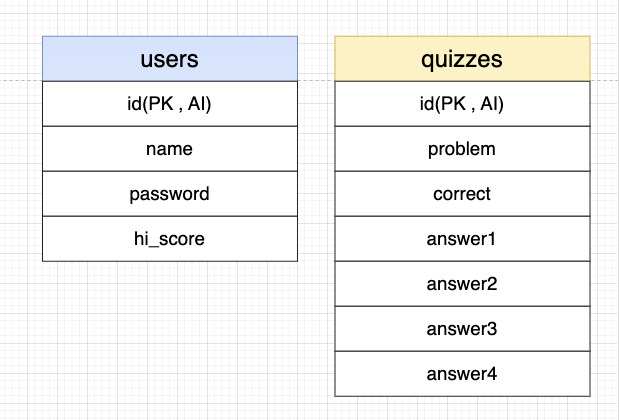 users
id(PK , AI)
name
password
hi_score
quizzes
id(PK , AI)
problem
correct
answer1
answer2
answer3
answer4